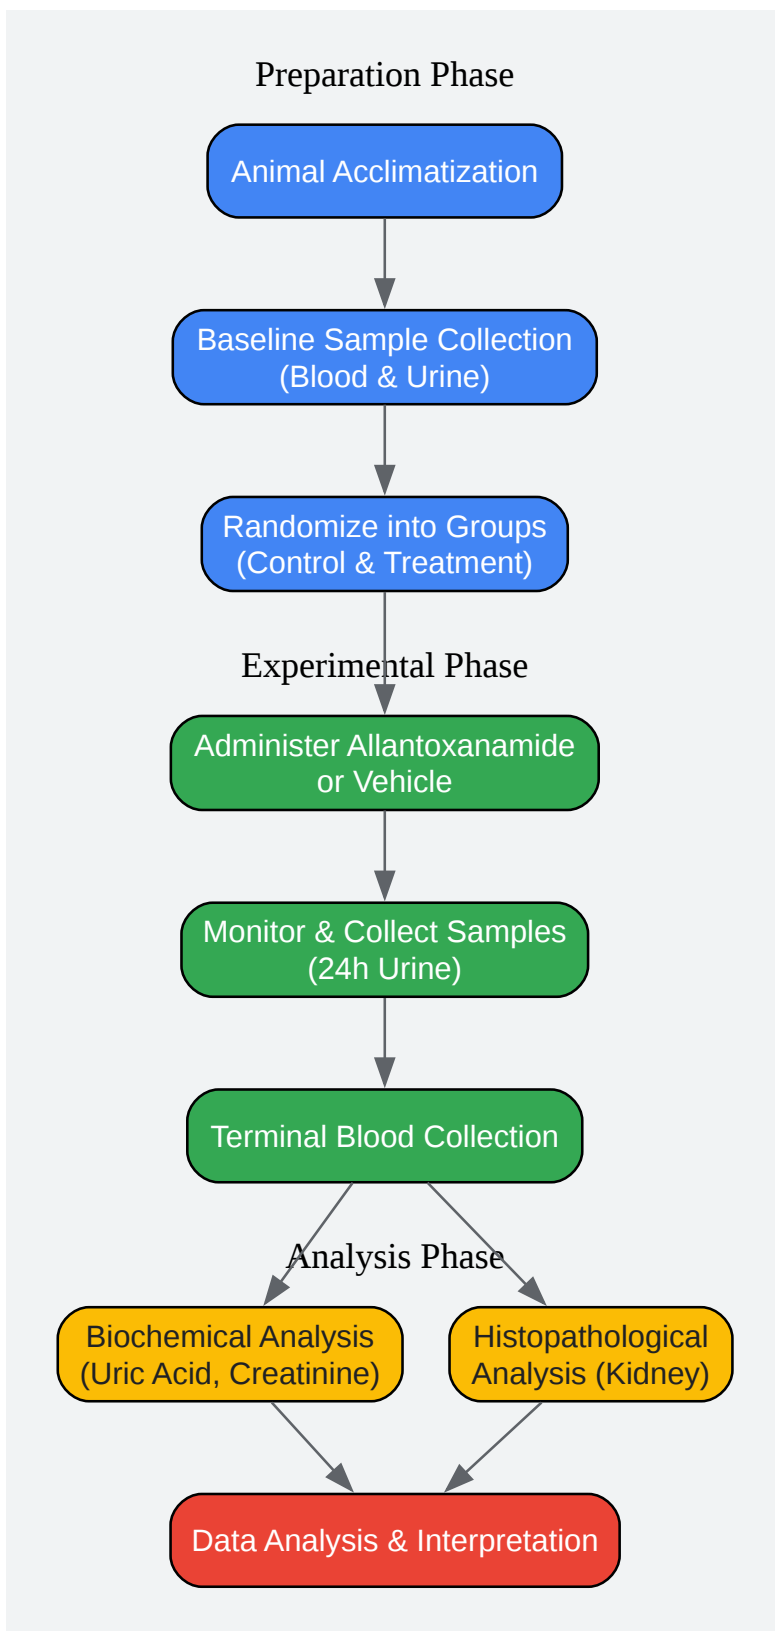 Preparation Phase
Animal Acclimatization
Baseline Sample Collection
(Blood & Urine)
Randomize into Groups
(Control & Treatment)
Experimental Phase
Administer Allantoxanamide
or Vehicle
Monitor & Collect Samples
(24h Urine)
Terminal Blood Collection
Analysis Phase
Biochemical Analysis
(Uric Acid, Creatinine)
Histopathological
Analysis (Kidney)
Data Analysis & Interpretation